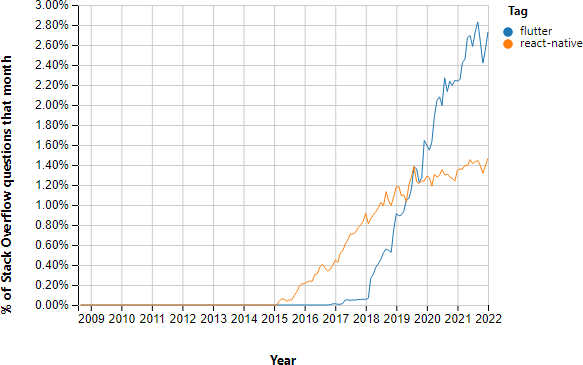 Tag
flutter
react-native
3.00%
2.80%
2.60%
2.40%
2.20%
2.00%
1.80%
1.60%
1.40%
1.20%
1.00%
0.80%
0.60%
0.40%
0.20%
0.00%
% of Stack Overflow questions that month
2009 2010 2011 2012 2013 2014 2015 2016 2017 2018 2019 2020 2021 2022
Year